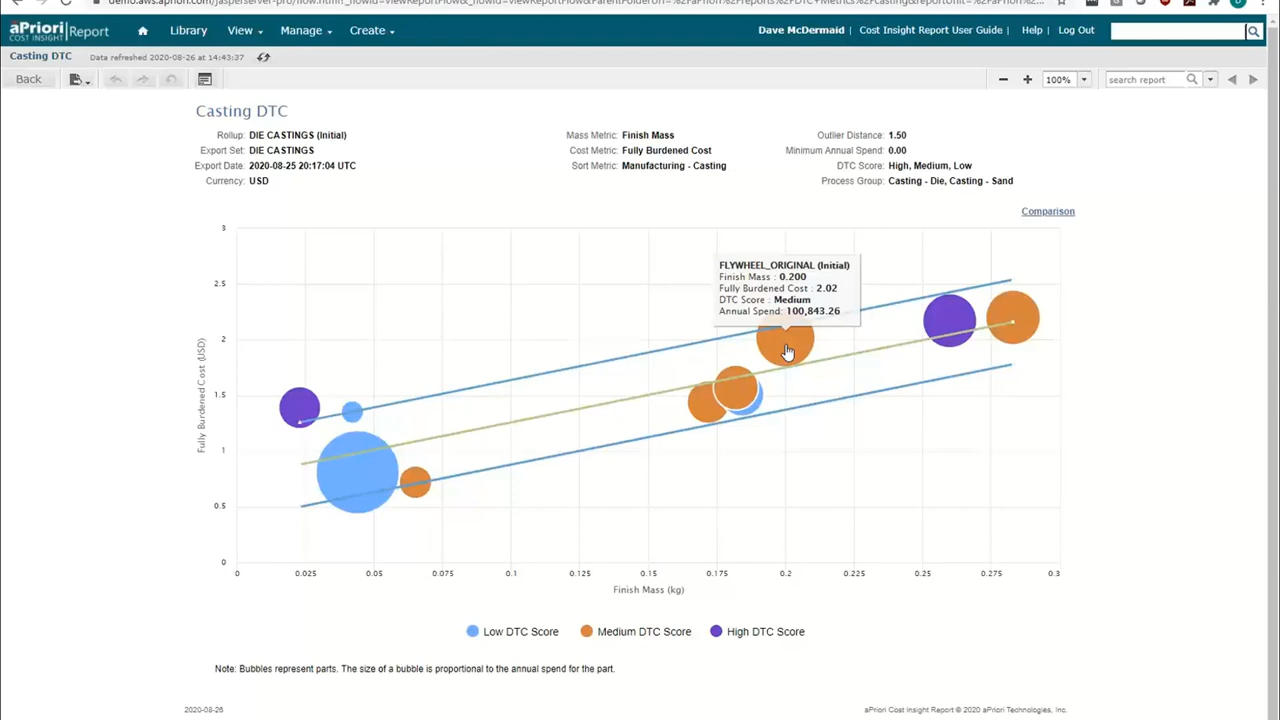 aPriori Report Library View Manage Create Dave McDermaid Cost Insight Report User Guide | Help | Log Out
COST INSIGHT
Casting DTC Data refreshed 2020-08-26 at 14:43:37
Back 100% search report
Casting DTC
Rollup: DIE CASTINGS (Initial) Mass Metric: Finish Mass Outlier Distance: 1.50
Export Set: DIE CASTINGS Cost Metric: Fully Burdened Cost Minimum Annual Spend: 0.00
Export Date: 2020-08-25 20:17:04 UTC Sort Metric: Manufacturing - Casting DTC Score: High, Medium, Low
Currency: USD Process Group: Casting - Die, Casting - Sand
Comparison
3
2.5
2
1.5
1
0.5
0
Fully Burdened Cost (USD)
FLYWHEEL_ORIGINAL (Initial)
Finish Mass : 0.200
Fully Burdened Cost : 2.02
DTC Score : Medium
Annual Spend: 100,843.26
0 0.025 0.05 0.075 0.1 0.125 0.15 0.175 0.2 0.225 0.25 0.275 0.3
Finish Mass (kg)
Low DTC Score Medium DTC Score High DTC Score
Note: Bubbles represent parts. The size of a bubble is proportional to the annual spend for the part.
2020-08-26 aPriori Cost Insight Report © 2020 aPriori Technologies, Inc.